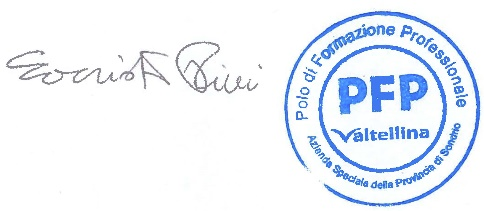 Polo di Formazione Professionale
PFP
Valtellina
Azienda Speciale della Provincia di Sondrio